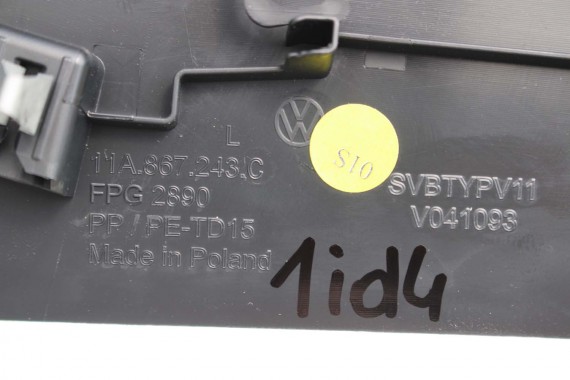 L
11A.867.243.C
FPG 2890
PP / PE-TD15
Made in Poland
S10
SVBTYPV11
V041093
1id4